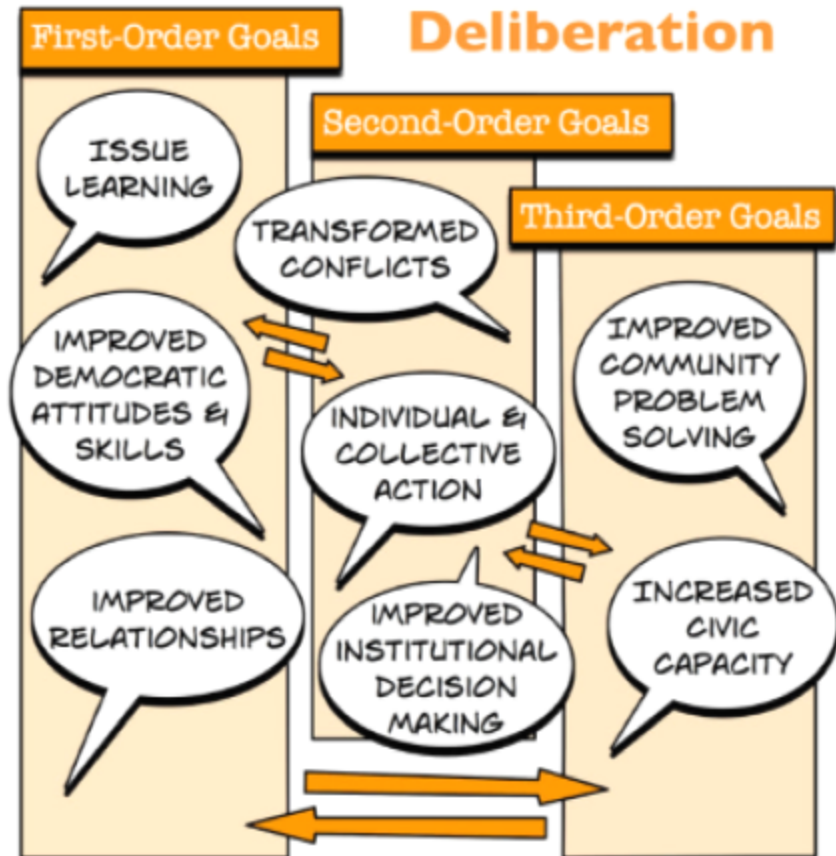 Deliberation
First-Order Goals
ISSUE
LEARNING
IMPROVED
DEMOCRATIC
ATTITUDES &
SKILLS
IMPROVED
RELATIONSHIPS
Second-Order Goals
TRANSFORMED
CONFLICTS
INDIVIDUAL &
COLLECTIVE
ACTION
IMPROVED
INSTITUTIONAL
DECISION
MAKING
Third-Order Goals
IMPROVED
COMMUNITY
PROBLEM
SOLVING
INCREASED
CIVIC
CAPACITY